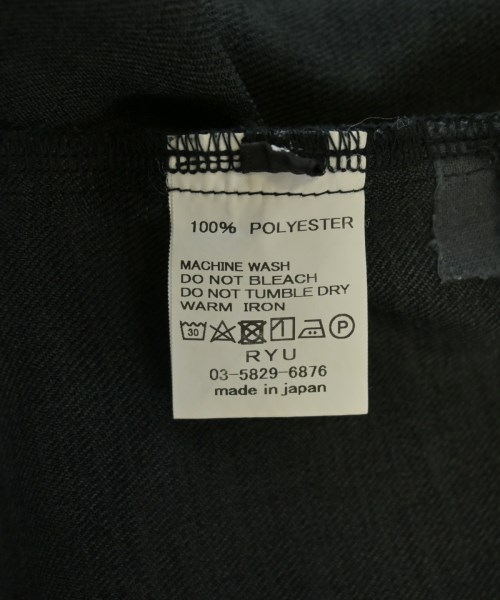 100% POLYESTER
MACHINE WASH
DO NOT BLEACH
DO NOT TUMBLE DRY
WARM IRON
30 P
RYU
03-5829-6876
made in japan